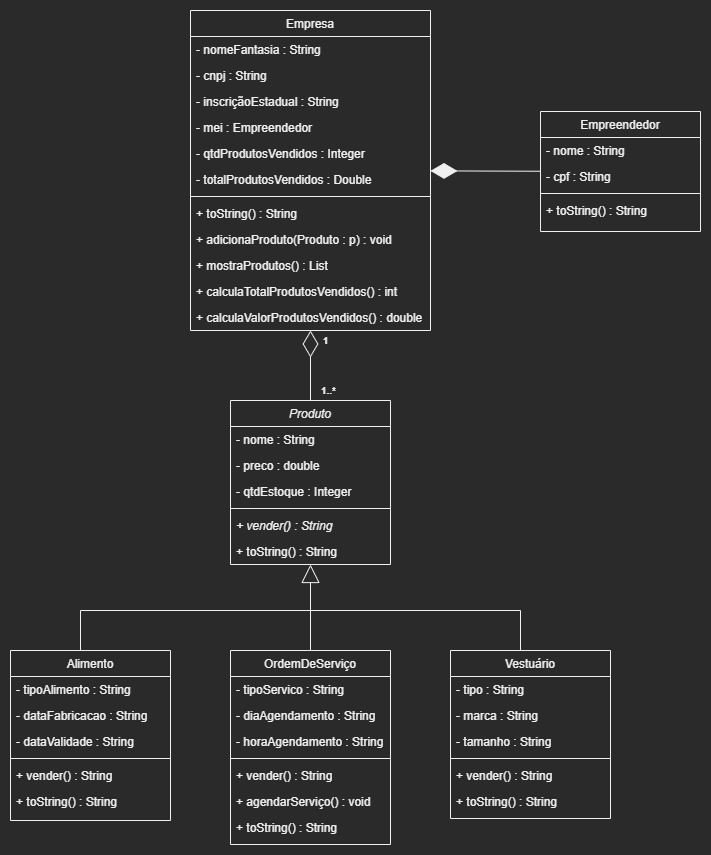 Empresa
- nomeFantasia : String
- cnpj : String
- inscriçãoEstadual : String
- mei : Empreendedor
- qtdProdutosVendidos : Integer
- totalProdutosVendidos : Double
+ toString() : String
+ adicionaProduto(Produto : p) : void
+ mostraProdutos() : List
+ calculaTotalProdutosVendidos() : int
+ calculaValorProdutosVendidos() : double
Empreendedor
- nome : String
- cpf : String
+ toString() : String
1
1..*
Produto
- nome : String
- preco : double
- qtdEstoque : Integer
+ vender() : String
+ toString() : String
Alimento
- tipoAlimento : String
- dataFabricacao : String
- dataValidade : String
+ vender() : String
+ toString() : String
OrdemDeServiço
- tipoServico : String
- diaAgendamento : String
- horaAgendamento : String
+ vender() : String
+ agendarServiço() : void
+ toString() : String
Vestuário
- tipo : String
- marca : String
- tamanho : String
+ vender() : String
+ toString() : String